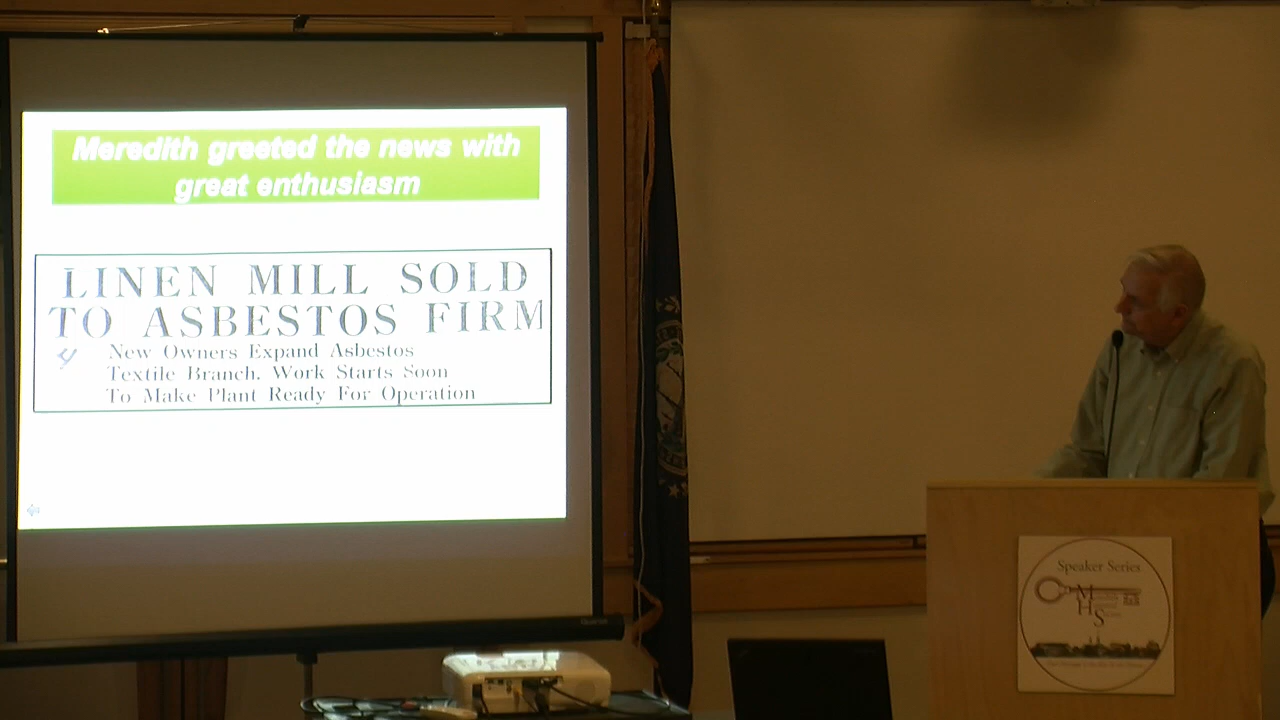 Meredith greeted the news with
great enthusiasm
LINEN MILL SOLD
TO ASBESTOS FIRM
New Owners Expand Asbestos
Textile Branch. Work Starts Soon
To Make Plant Ready For Operation
Speaker Series
M
H
S